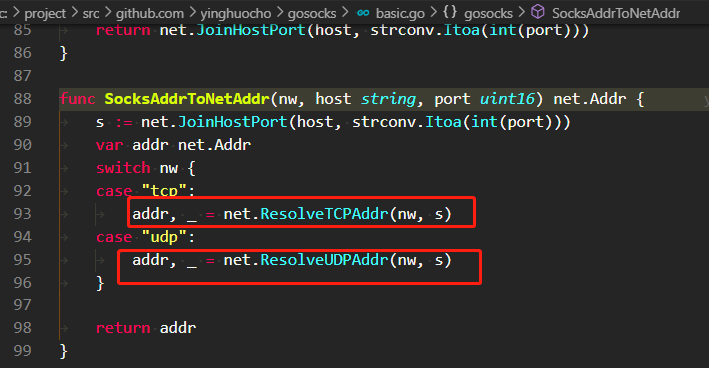 c: > project > src > github.com > yinghuocho > gosocks > basic.go > {} gosocks > SocksAddrToNetAddr
85 return net.JoinHostPort(host, strconv.Itoa(int(port)))
86 }
87
88 func SocksAddrToNetAddr(nw, host string, port uint16) net.Addr {
89 s := net.JoinHostPort(host, strconv.Itoa(int(port)))
90 var addr net.Addr
91 switch nw {
92 case "tcp":
93 addr, _ = net.ResolveTCPAddr(nw, s)
94 case "udp":
95 addr, _ = net.ResolveUDPAddr(nw, s)
96 }
97
98 return addr
99 }